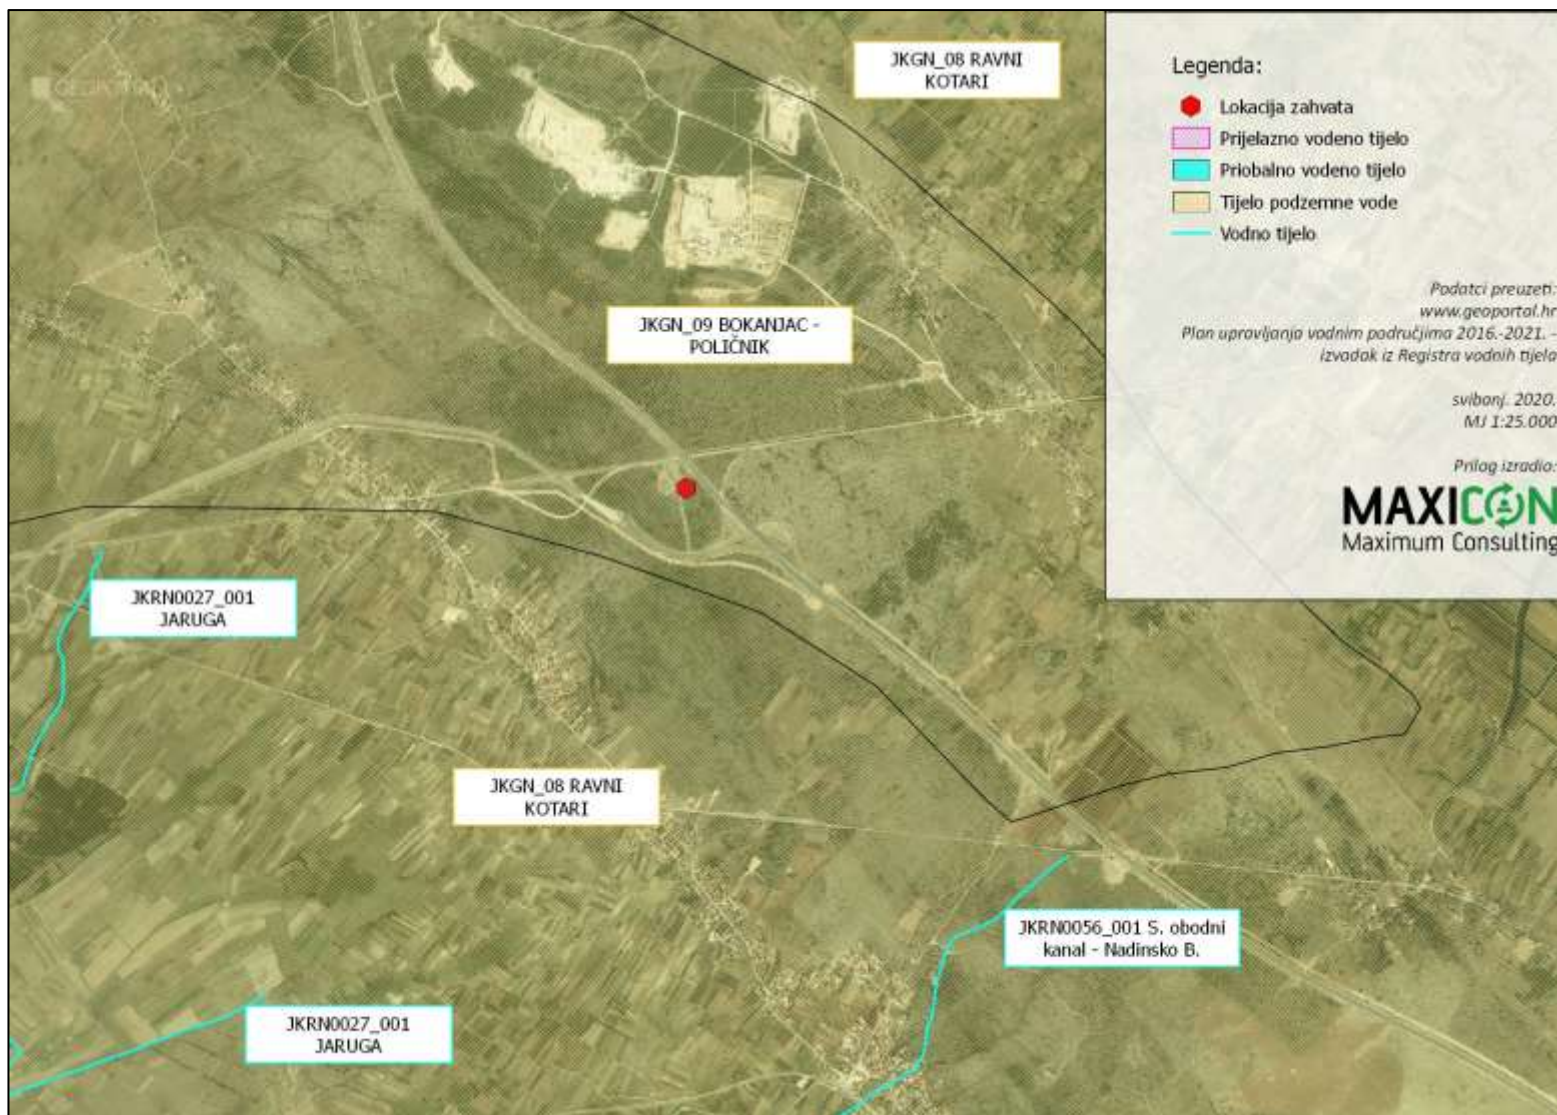 JKGN_08 RAVNI
KOTARI
Legenda:
Lokacija zahvata
Prijelazno vodeno tijelo
Priobalno vodeno tijelo
Tijelo podzemne vode
Vodno tijelo
Podatci preuzeti:
www.geoportal.hr
Plan upravljanja vodnim područjima 2016.-2021. -
izvadak iz Registra vodnih tijela
svibanj. 2020.
MJ 1:25.000
Prilog izradio:
MAXICON
Maximum Consulting
JKGN_09 BOKANJAC -
POLIČNIK
JKRN0027_001
JARUGA
JKGN_08 RAVNI
KOTARI
JKRN0056_001 S. obodni
kanal - Nadinsko B.
JKRN0027_001
JARUGA